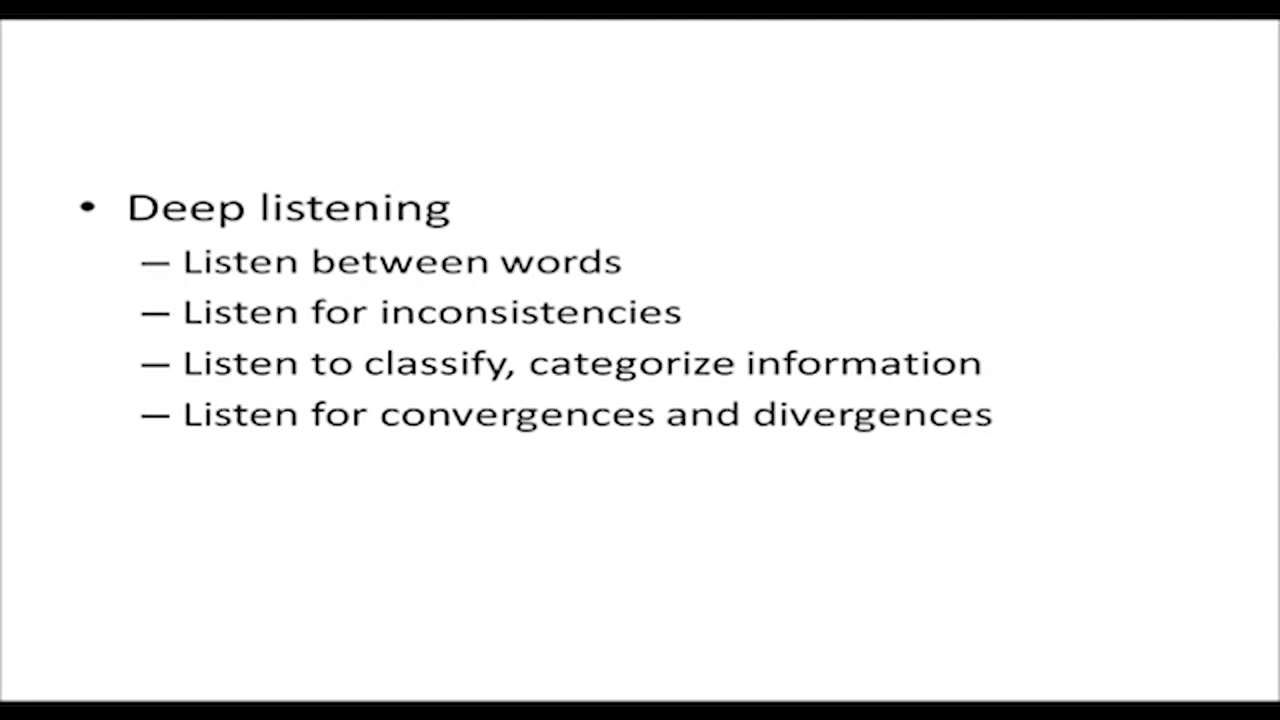 • Deep listening
– Listen between words
– Listen for inconsistencies
– Listen to classify, categorize information
– Listen for convergences and divergences